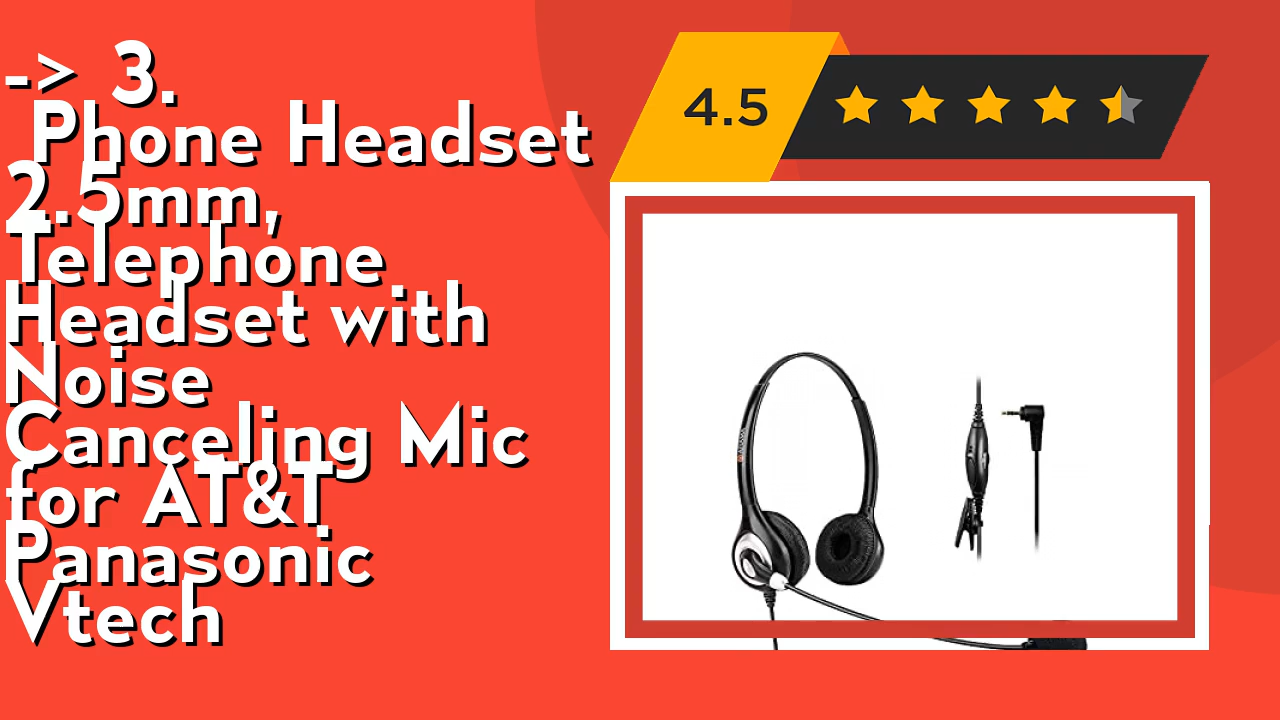 -> 3.
Phone Headset
2.5mm,
Telephone
Headset with
Noise
Canceling Mic
for AT&T
Panasonic
Vtech
4.5